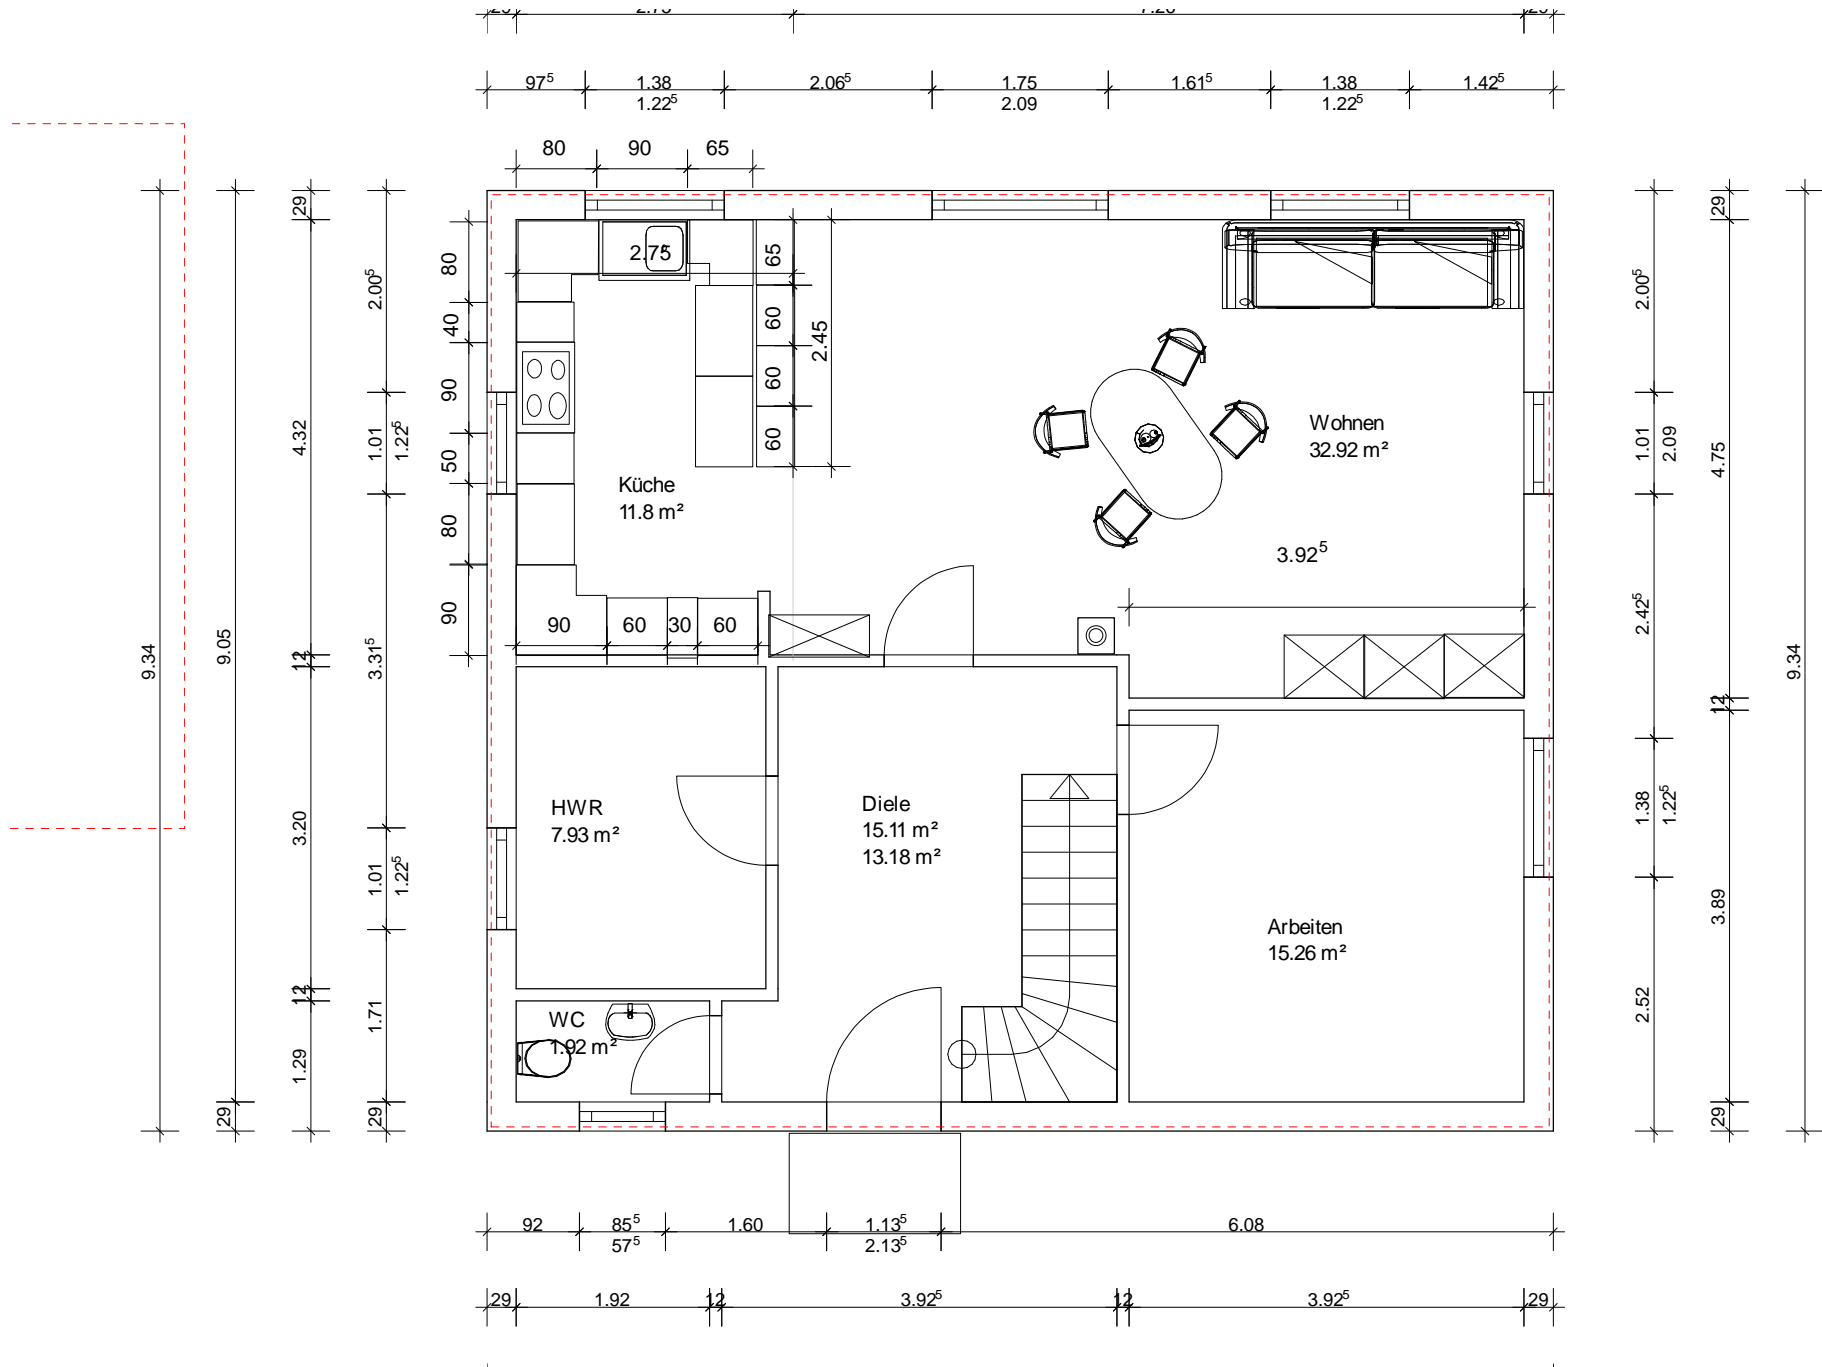 97⁵ 1.38 2.06⁵ 1.75 1.61⁵ 1.38 1.42⁵
1.22⁵ 2.09 1.22⁵
80 90 65
29
29
2.00⁵
80
2.75
65
2.00⁵
40
60
2.45
90
60
4.32
1.01
1.22⁵
50
60
Küche
11.8 m²
Wohnen
32.92 m²
1.01
2.09
4.75
80
3.92⁵
90
90 60 30 60
2.42⁵
9.34
9.05
12
3.31⁵
9.34
12
3.20
HWR
7.93 m²
Diele
15.11 m²
13.18 m²
1.38
1.22⁵
1.01
1.22⁵
3.89
Arbeiten
15.26 m²
12
1.71
WC
1.92 m²
2.52
1.29
29
29
29
92 85⁵ 1.60 1.13⁵ 6.08
57⁵ 2.13⁵
29 1.92 12 3.92⁵ 12 3.92⁵ 29